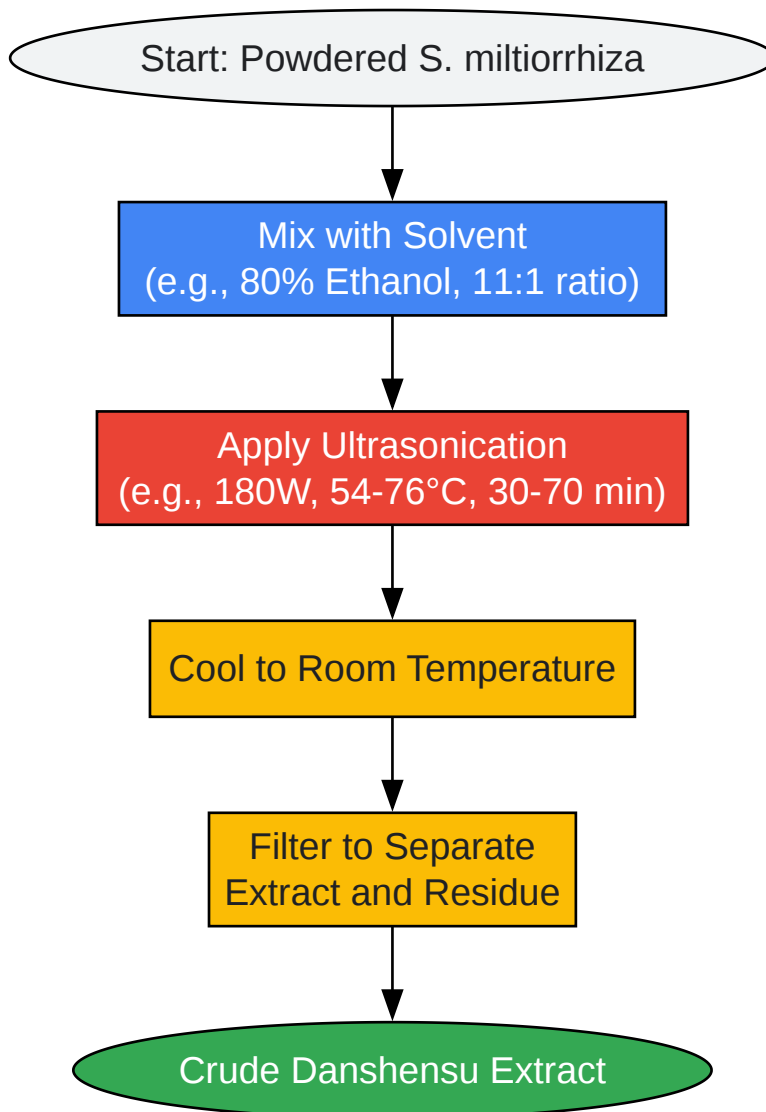 Start: Powdered S. miltiorrhiza
Mix with Solvent
(e.g., 80% Ethanol, 11:1 ratio)
Apply Ultrasonication
(e.g., 180W, 54-76°C, 30-70 min)
Cool to Room Temperature
Filter to Separate
Extract and Residue
Crude Danshensu Extract